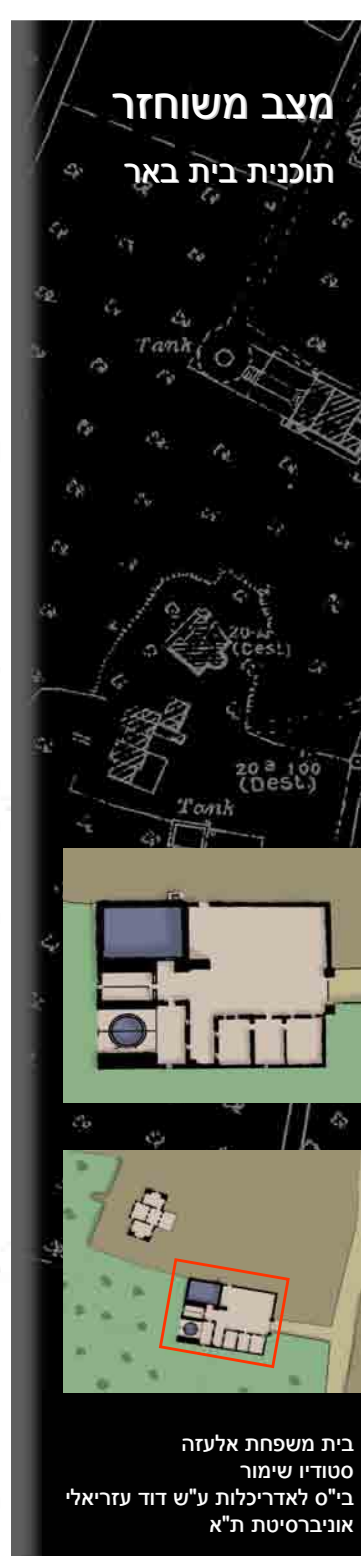 מצב משוחזר
תוכנית בית באר
Tank
(Dest.)
20 a 100
(Dest.)
Tank
בית משפחת אלעזה
סטודיו שימור
בי"ס לאדריכלות ע"ש דוד עזריאלי
אוניברסיטת ת"א